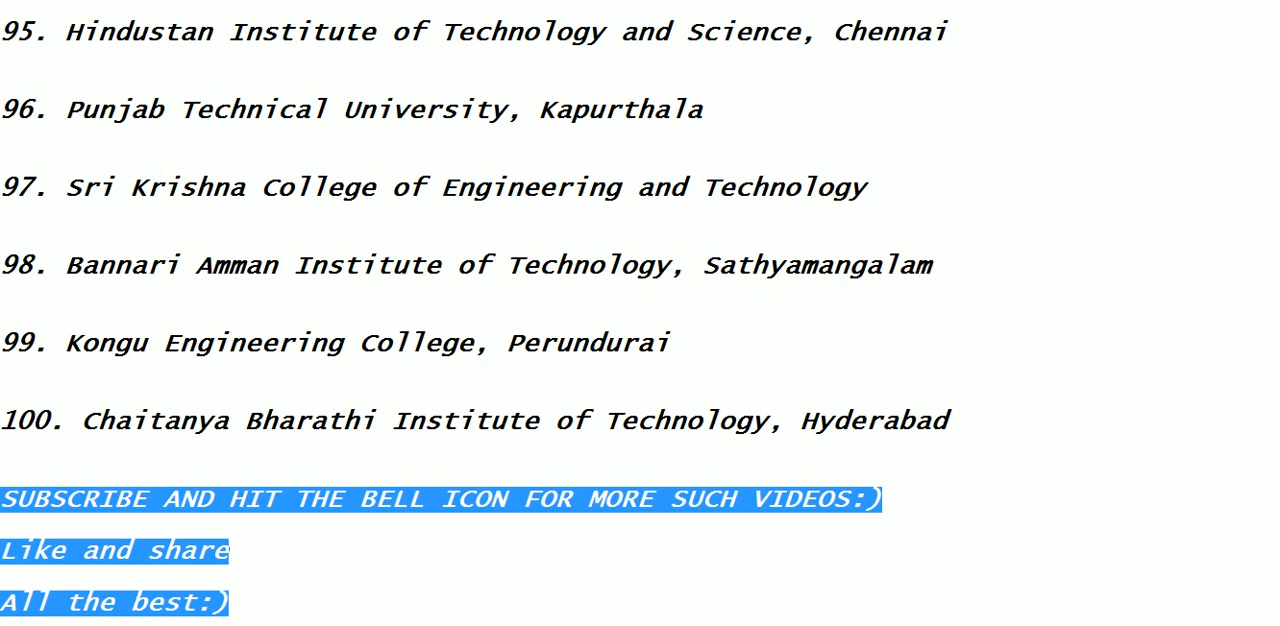 95. Hindustan Institute of Technology and Science, Chennai
96. Punjab Technical University, Kapurthala
97. Sri Krishna College of Engineering and Technology
98. Bannari Amman Institute of Technology, Sathyamangalam
99. Kongu Engineering College, Perundurai
100. Chaitanya Bharathi Institute of Technology, Hyderabad
SUBSCRIBE AND HIT THE BELL ICON FOR MORE SUCH VIDEOS:)
Like and share
All the best:)